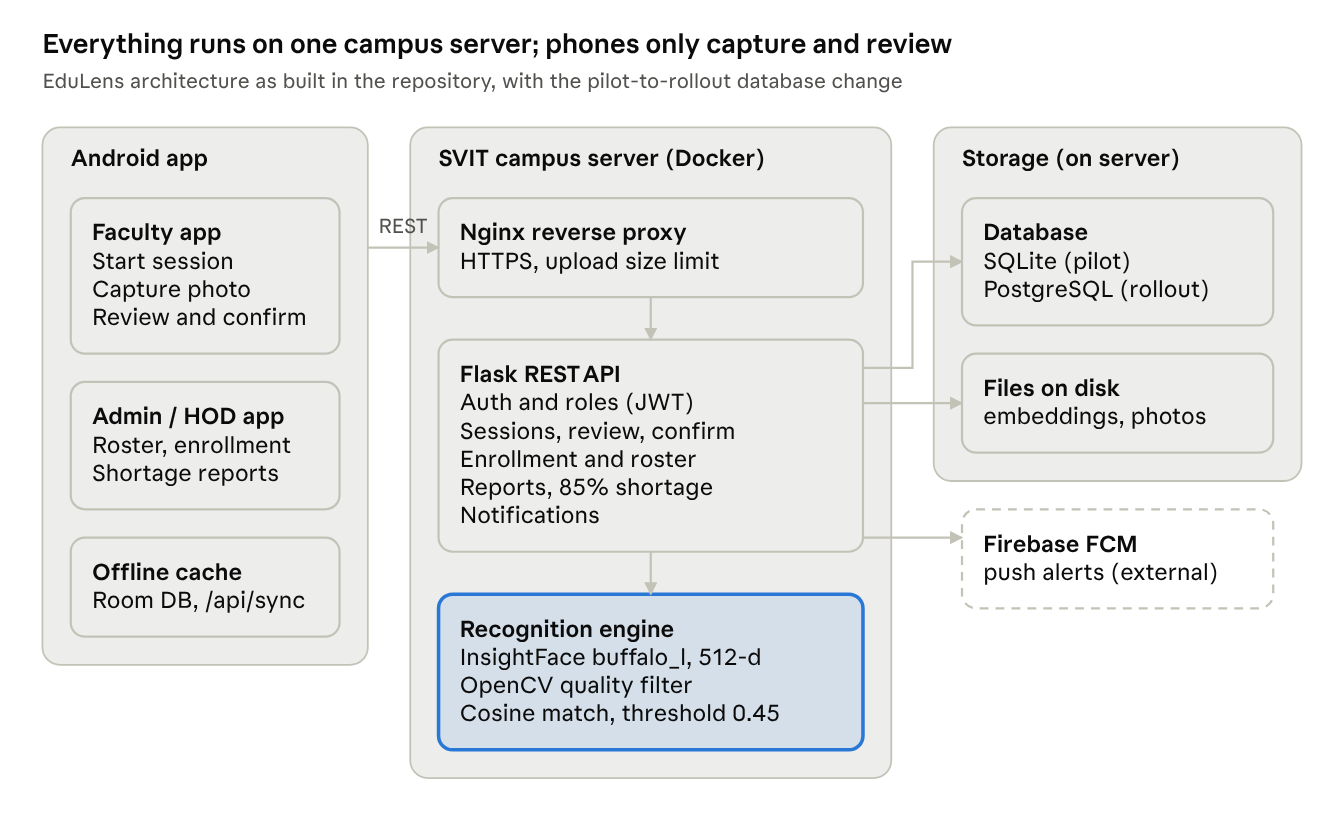 Everything runs on one campus server; phones only capture and review
EduLens architecture as built in the repository, with the pilot-to-rollout database change
Android app
Faculty app
Start session
Capture photo
Review and confirm
Admin / HOD app
Roster, enrollment
Shortage reports
Offline cache
Room DB, /api/sync
REST
SVIT campus server (Docker)
Nginx reverse proxy
HTTPS, upload size limit
Flask REST API
Auth and roles (JWT)
Sessions, review, confirm
Enrollment and roster
Reports, 85% shortage
Notifications
Recognition engine
InsightFace buffalo_l, 512-d
OpenCV quality filter
Cosine match, threshold 0.45
Storage (on server)
Database
SQLite (pilot)
PostgreSQL (rollout)
Files on disk
embeddings, photos
Firebase FCM
push alerts (external)